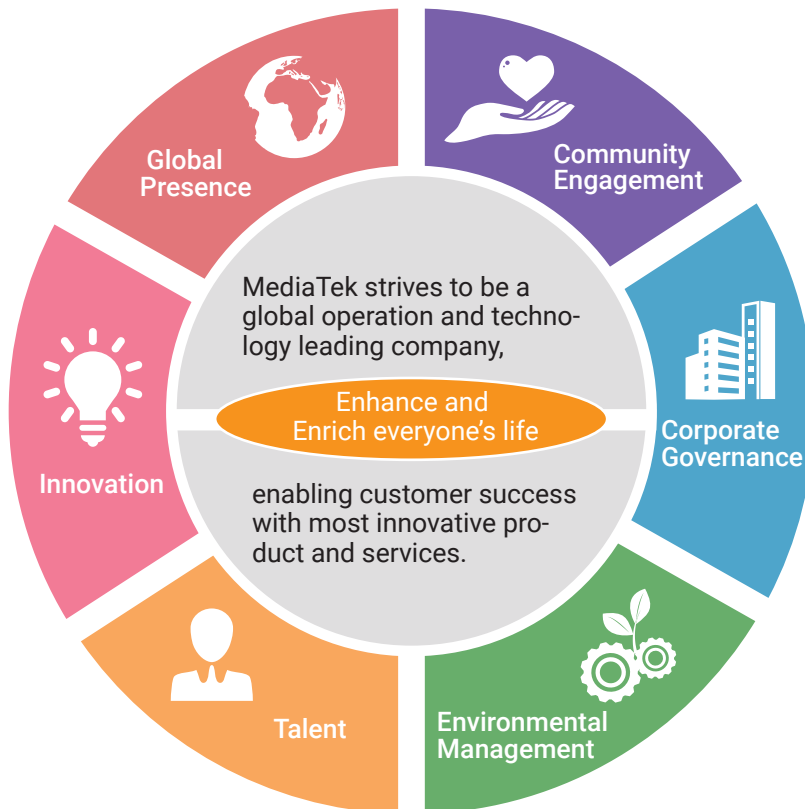 Global
Presence
Community
Engagement
MediaTek strives to be a
global operation and techno-
logy leading company,
Enhance and
Enrich everyone’s life
enabling customer success
with most innovative pro-
duct and services.
Innovation
Corporate
Governance
Talent
Environmental
Management